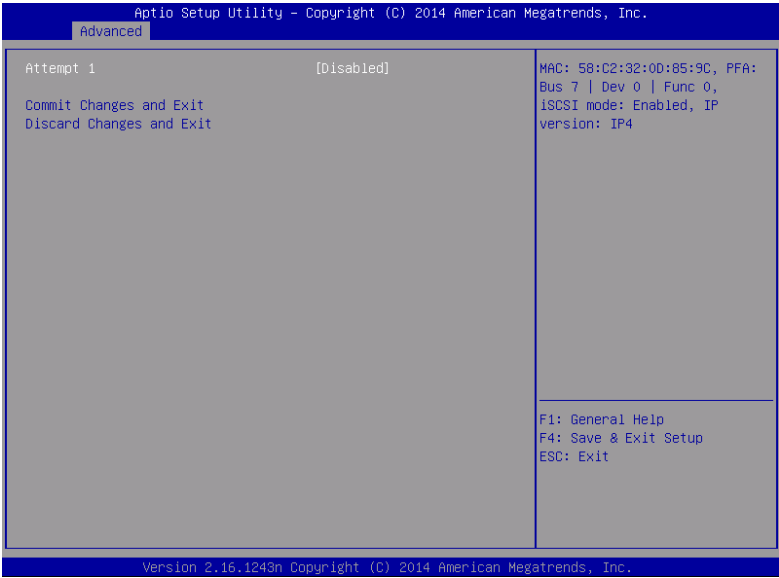 Aptio Setup Utility – Copyright (C) 2014 American Megatrends, Inc.
Advanced
Attempt 1 [Disabled]
Commit Changes and Exit
Discard Changes and Exit
MAC: 58:C2:32:0D:85:9C, PFA:
Bus 7 | Dev 0 | Func 0,
iSCSI mode: Enabled, IP
version: IP4
F1: General Help
F4: Save & Exit Setup
ESC: Exit
Version 2.16.1243n Copyright (C) 2014 American Megatrends, Inc.